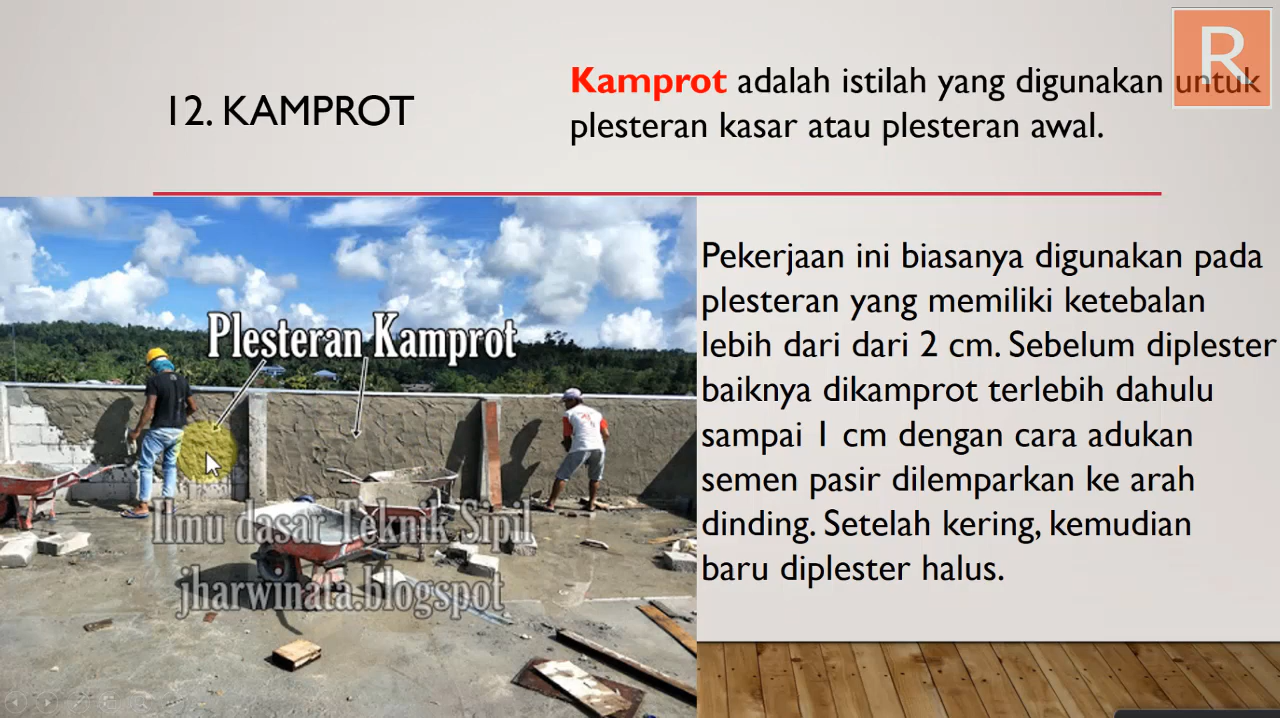 12. KAMPROT
Kamprot adalah istilah yang digunakan untuk
plesteran kasar atau plesteran awal.
R
Plesteran Kamprot
Ilmu dasar Teknik Sipil
jharwinata.blogspot
Pekerjaan ini biasanya digunakan pada
plesteran yang memiliki ketebalan
lebih dari dari 2 cm. Sebelum diplester
baiknya dikamprot terlebih dahulu
sampai 1 cm dengan cara adukan
semen pasir dilemparkan ke arah
dinding. Setelah kering, kemudian
baru diplester halus.